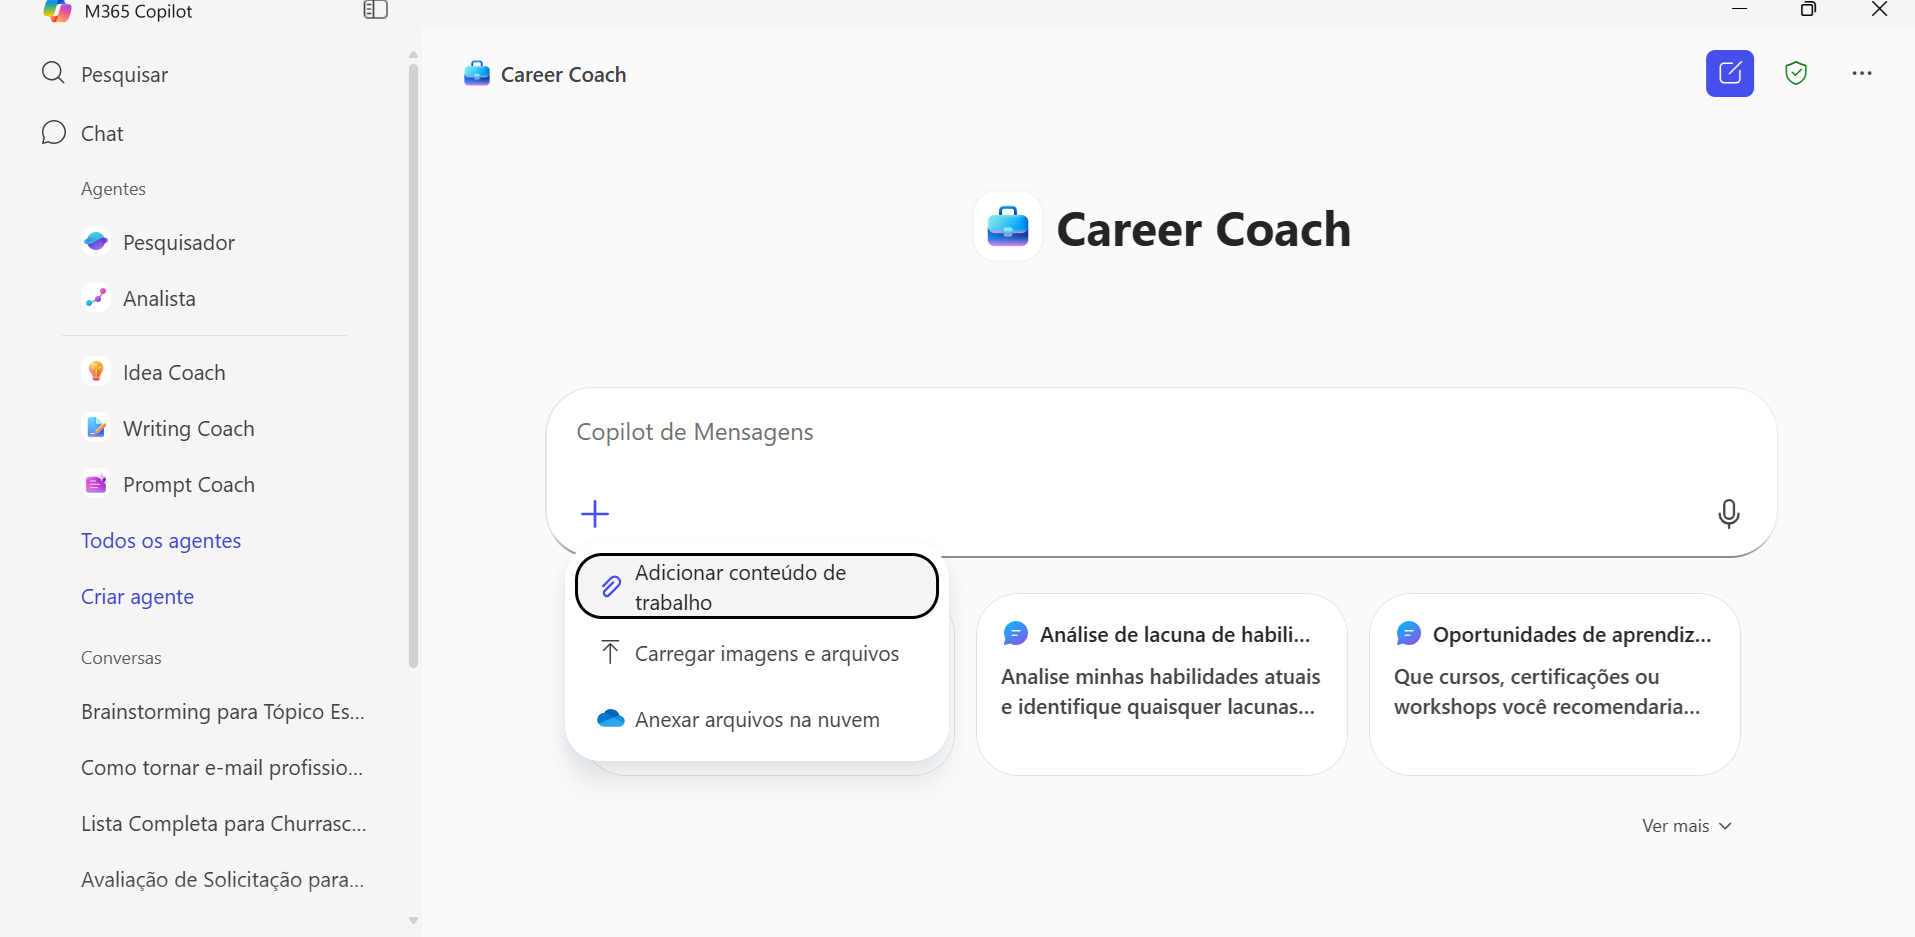 M365 Copilot
Pesquisar
Chat
Agentes
Pesquisador
Analista
Idea Coach
Writing Coach
Prompt Coach
Todos os agentes
Criar agente
Conversas
Brainstorming para Tópico Es...
Como tornar e-mail profissio...
Lista Completa para Churrasc...
Avaliação de Solicitação para...
Career Coach
Career Coach
Copilot de Mensagens
Adicionar conteúdo de
trabalho
Carregar imagens e arquivos
Anexar arquivos na nuvem
Análise de lacuna de habili...
Analise minhas habilidades atuais
e identifique quaisquer lacunas...
Oportunidades de aprendiz...
Que cursos, certificações ou
workshops você recomendaria...
Ver mais